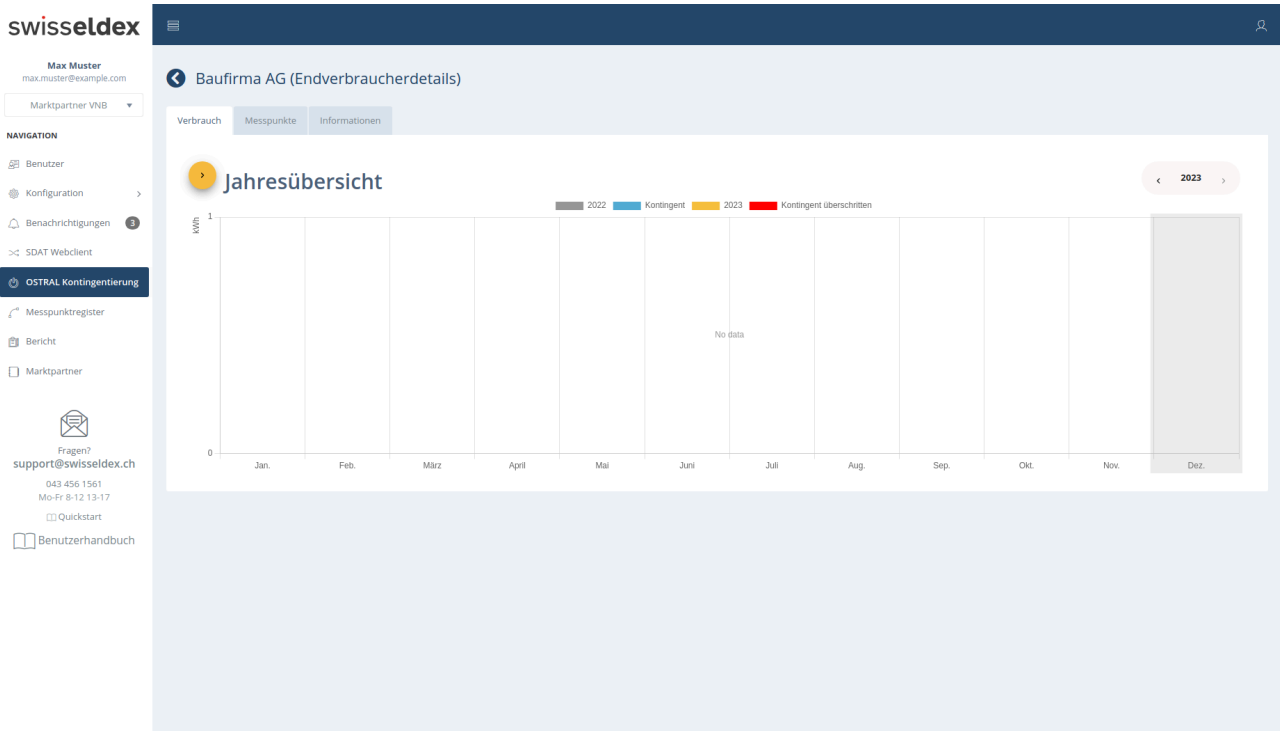 swisseldex
Max Muster
max.muster@example.com
Marktpartner VNB
NAVIGATION
Benutzer
Konfiguration
Benachrichtigungen 3
SDAT Webclient
OSTRAL Kontingentierung
Messpunktregister
Bericht
Marktpartner
Fragen?
support@swisseldex.ch
043 456 1561
Mo-Fr 8-12 13-17
Quickstart
Benutzerhandbuch
Baufirma AG (Endverbraucherdetails)
Verbrauch Messpunkte Informationen
Jahresübersicht
2023
2022 Kontingent 2023 Kontingent überschritten
kWh
1
No data
0
Jan. Feb. März April Mai Juni Juli Aug. Sep. Okt. Nov. Dez.